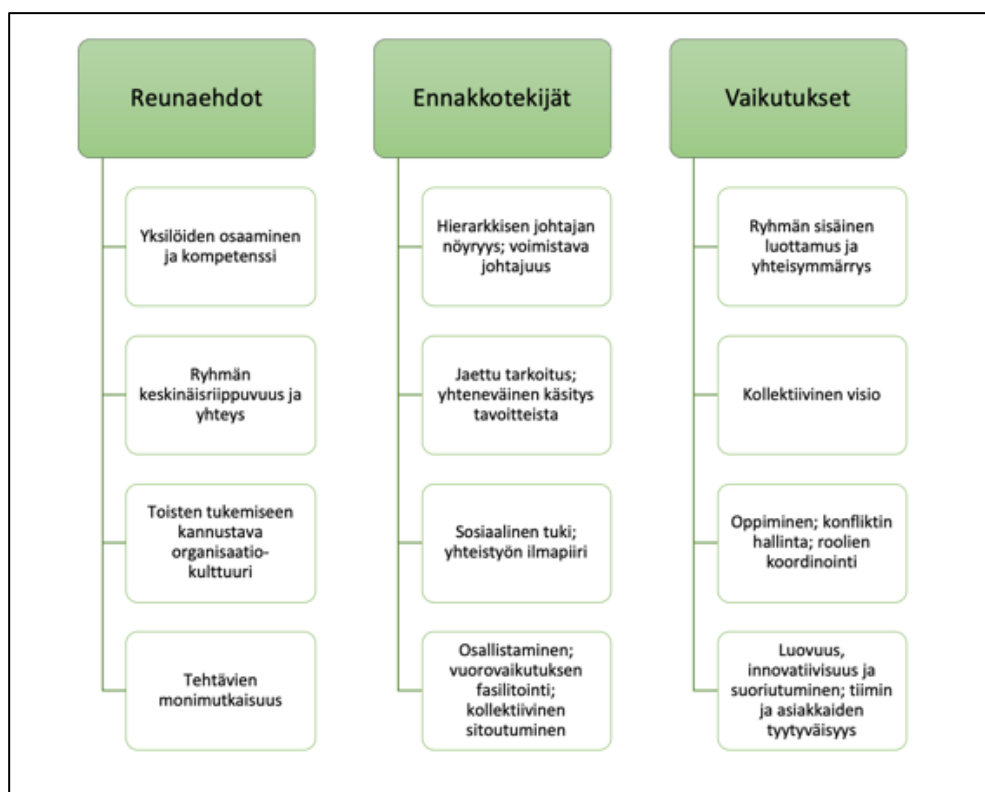 Reunaehdot
Yksilöiden osaaminen
ja kompetenssi
Ryhmän
keskinäisriippuvuus ja
yhteys
Toisten tukemiseen
kannustava
organisaatio-
kulttuuri
Tehtävien
monimutkaisuus
Ennakkotekijät
Hierarkkisen johtajan
nöyryys; voimistava
johtajuus
Jaettu tarkoitus;
yhteneväinen käsitys
tavoitteista
Sosiaalinen tuki;
yhteistyön ilmapiiri
Osallistaminen;
vuorovaikutuksen
fasilitointi;
kollektiivinen
sitoutuminen
Vaikutukset
Ryhmän sisäinen
luottamus ja
yhteisymmärrys
Kollektiivinen visio
Oppiminen; konfliktin
hallinta; roolien
koordinointi
Luovuus,
innovatiivisuus ja
suoriutuminen; tiimin
ja asiakkaiden
tyytyväisyys